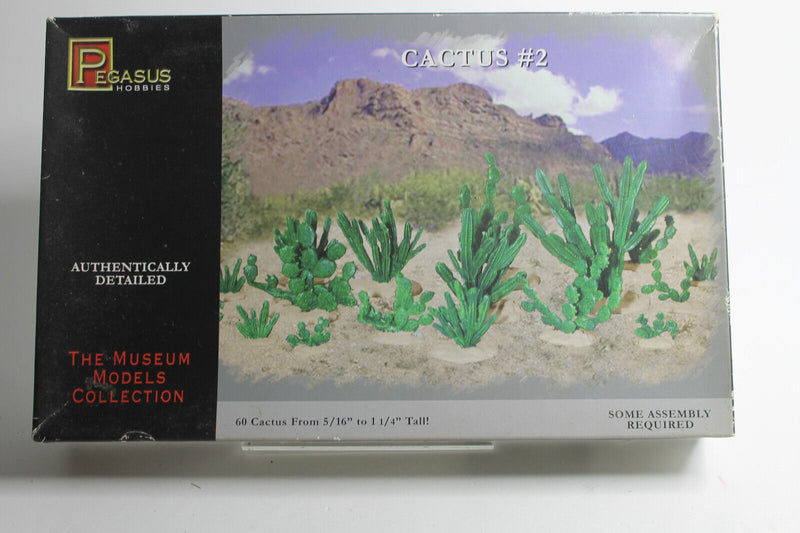 PEGASUS
HOBBIES
CACTUS #2
AUTHENTICALLY
DETAILED
THE MUSEUM
MODELS
COLLECTION
60 Cactus From 5/16" to 1 1/4" Tall!
SOME ASSEMBLY
REQUIRED